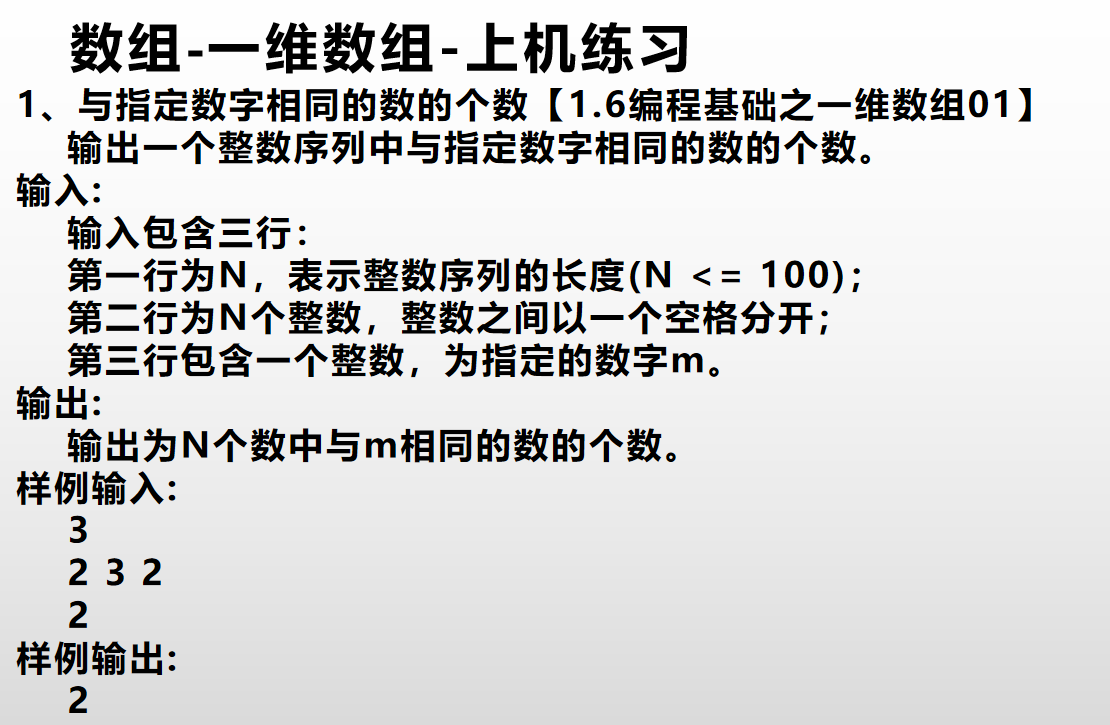 数组-一维数组-上机练习
1、与指定数字相同的数的个数【1.6编程基础之一维数组01】
输出一个整数序列中与指定数字相同的数的个数。
输入：
输入包含三行：
第一行为N，表示整数序列的长度(N <= 100)；
第二行为N个整数，整数之间以一个空格分开；
第三行包含一个整数，为指定的数字m。
输出：
输出为N个数中与m相同的数的个数。
样例输入：
3
2 3 2
2
样例输出：
2